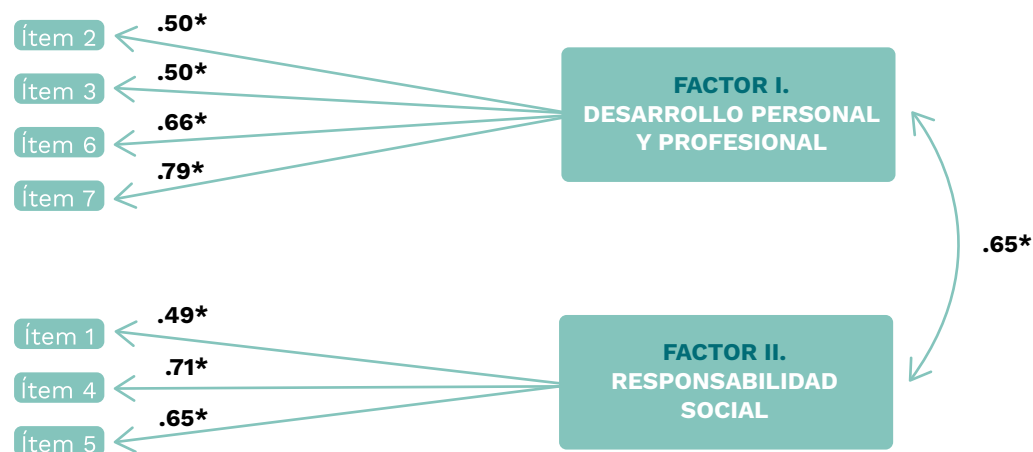 Ítem 2
.50*
Ítem 3
.50*
Ítem 6
.66*
Ítem 7
.79*
FACTOR I.
DESARROLLO PERSONAL
Y PROFESIONAL
.65*
Ítem 1
.49*
Ítem 4
.71*
Ítem 5
.65*
FACTOR II.
RESPONSABILIDAD
SOCIAL